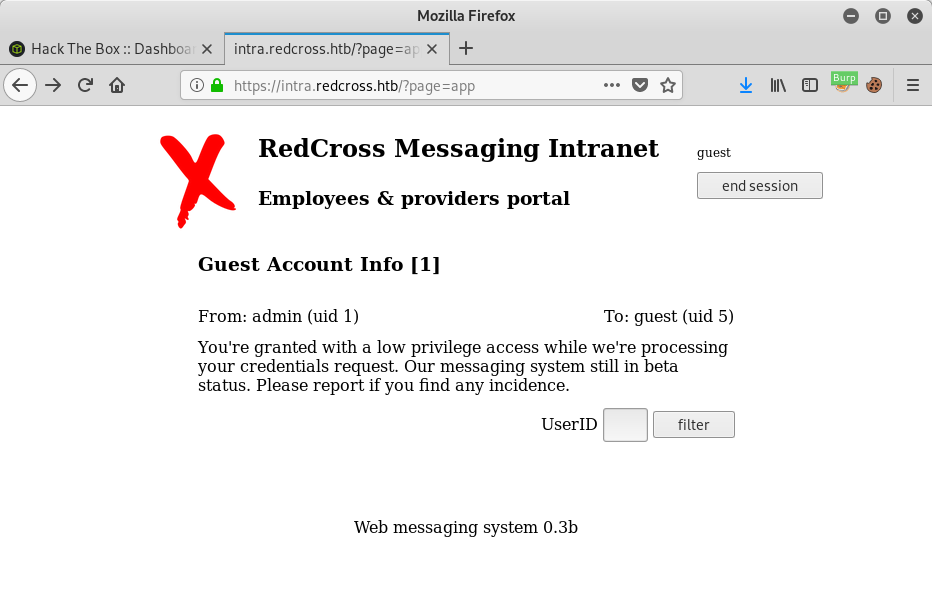 Mozilla Firefox
Hack The Box :: Dashboa
intra.redcross.htb/?page=ap
https://intra.redcross.htb/?page=app
Burp
RedCross Messaging Intranet
guest
end session
Employees & providers portal
Guest Account Info [1]
From: admin (uid 1) To: guest (uid 5)
You're granted with a low privilege access while we're processing
your credentials request. Our messaging system still in beta
status. Please report if you find any incidence.
UserID filter
Web messaging system 0.3b